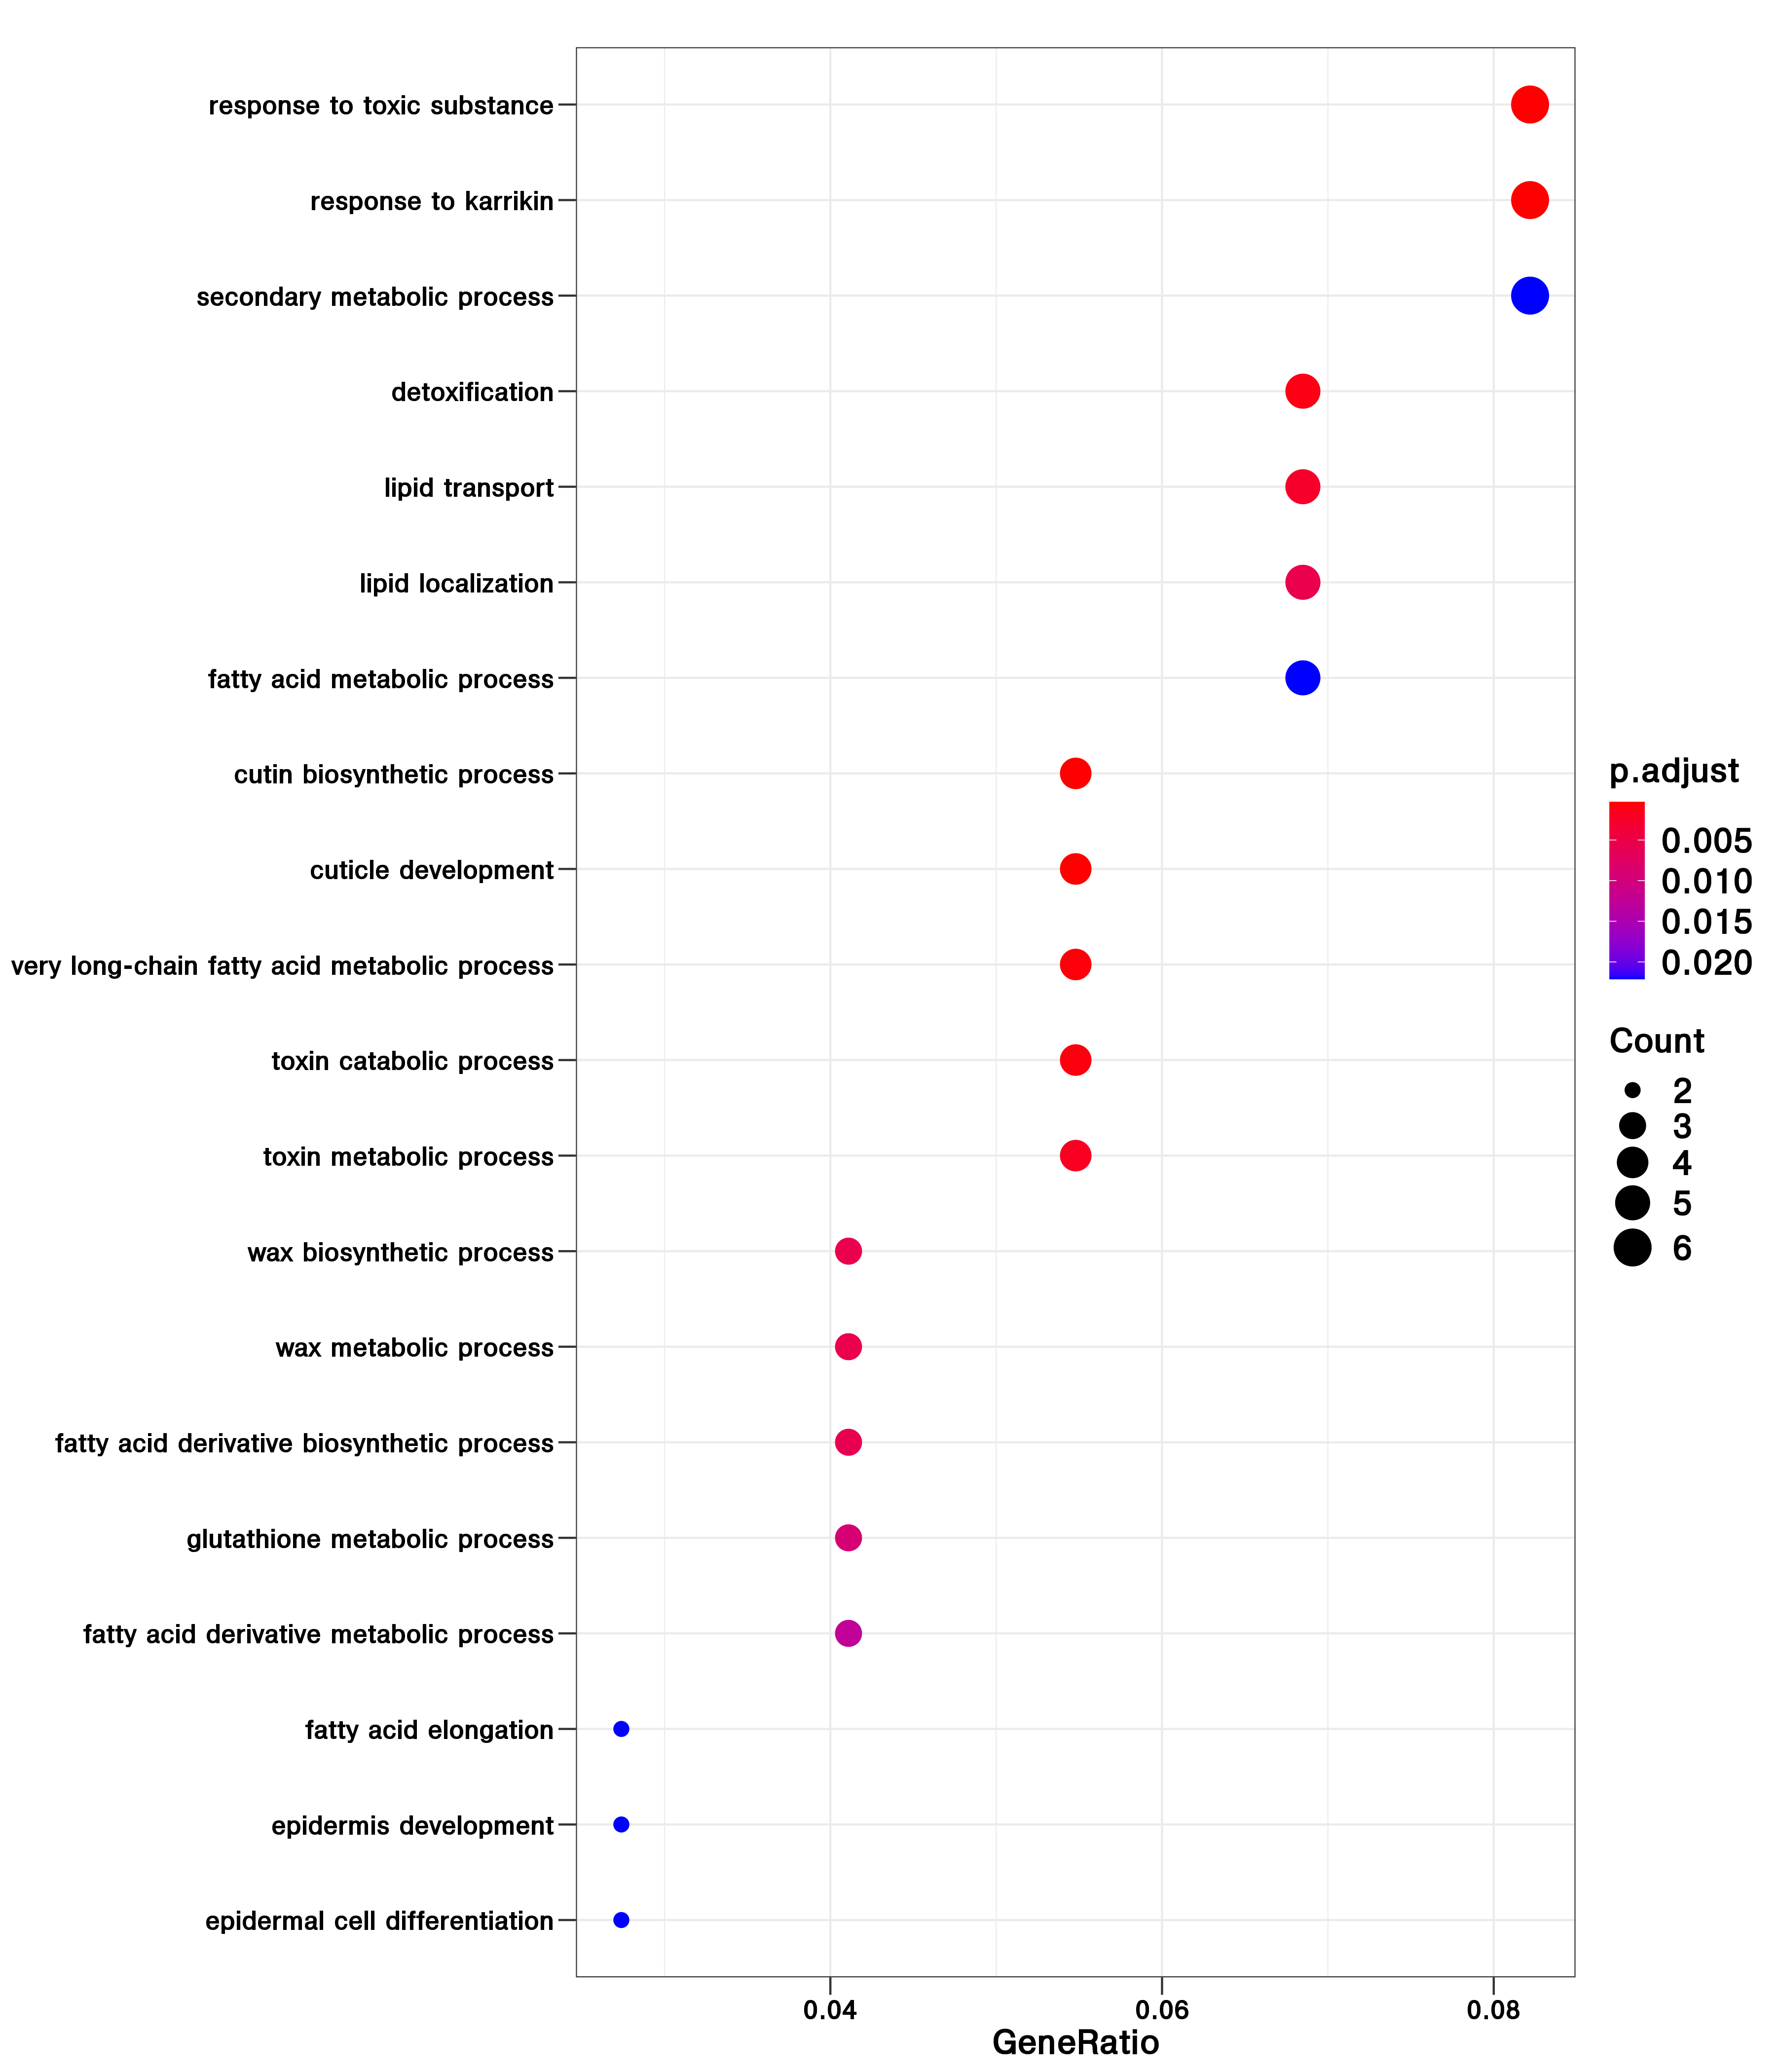 response to toxic substance
response to karrikin
secondary metabolic process
detoxification
lipid transport
lipid localization
fatty acid metabolic process
cutin biosynthetic process
cuticle development
very long-chain fatty acid metabolic process
toxin catabolic process
toxin metabolic process
wax biosynthetic process
wax metabolic process
fatty acid derivative biosynthetic process
glutathione metabolic process
fatty acid derivative metabolic process
fatty acid elongation
epidermis development
epidermal cell differentiation
0.04 0.06 0.08
GeneRatio
p.adjust
0.005
0.010
0.015
0.020
Count
2
3
4
5
6